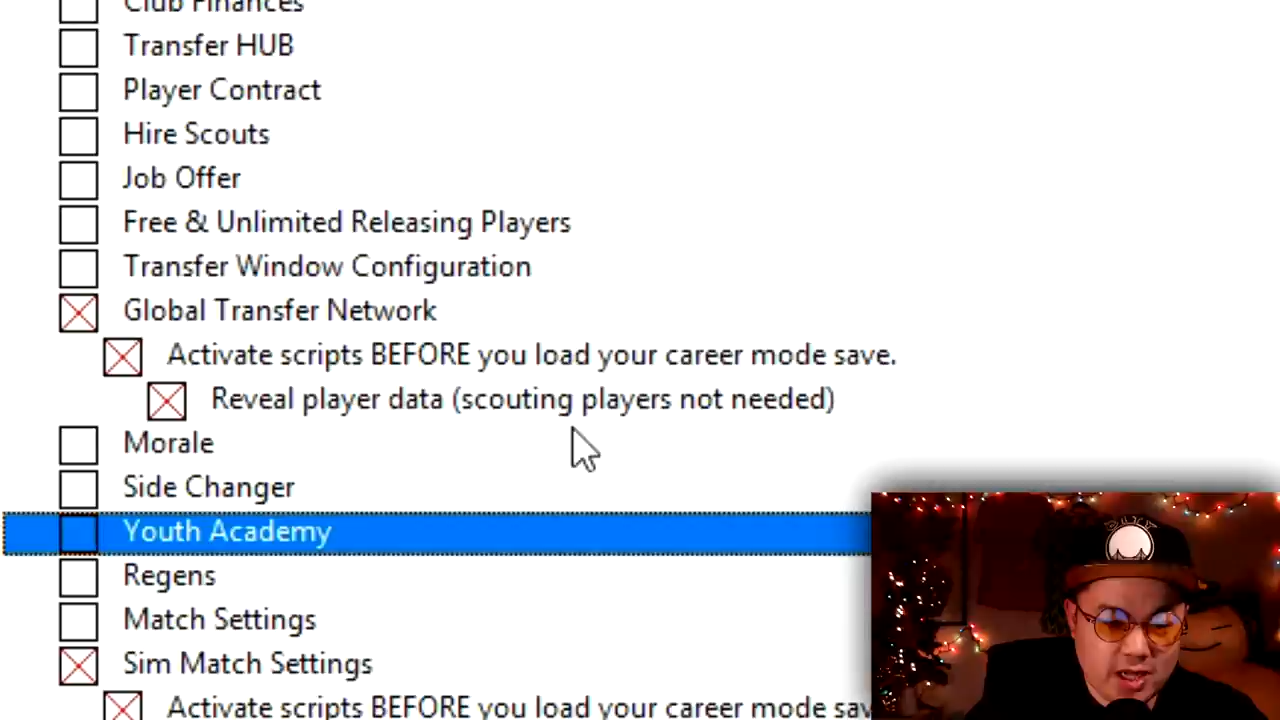 Club Finances
Transfer HUB
Player Contract
Hire Scouts
Job Offer
Free & Unlimited Releasing Players
Transfer Window Configuration
Global Transfer Network
Activate scripts BEFORE you load your career mode save.
Reveal player data (scouting players not needed)
Morale
Side Changer
Youth Academy
Regens
Match Settings
Sim Match Settings
Activate scripts BEFORE you load your career mode sav